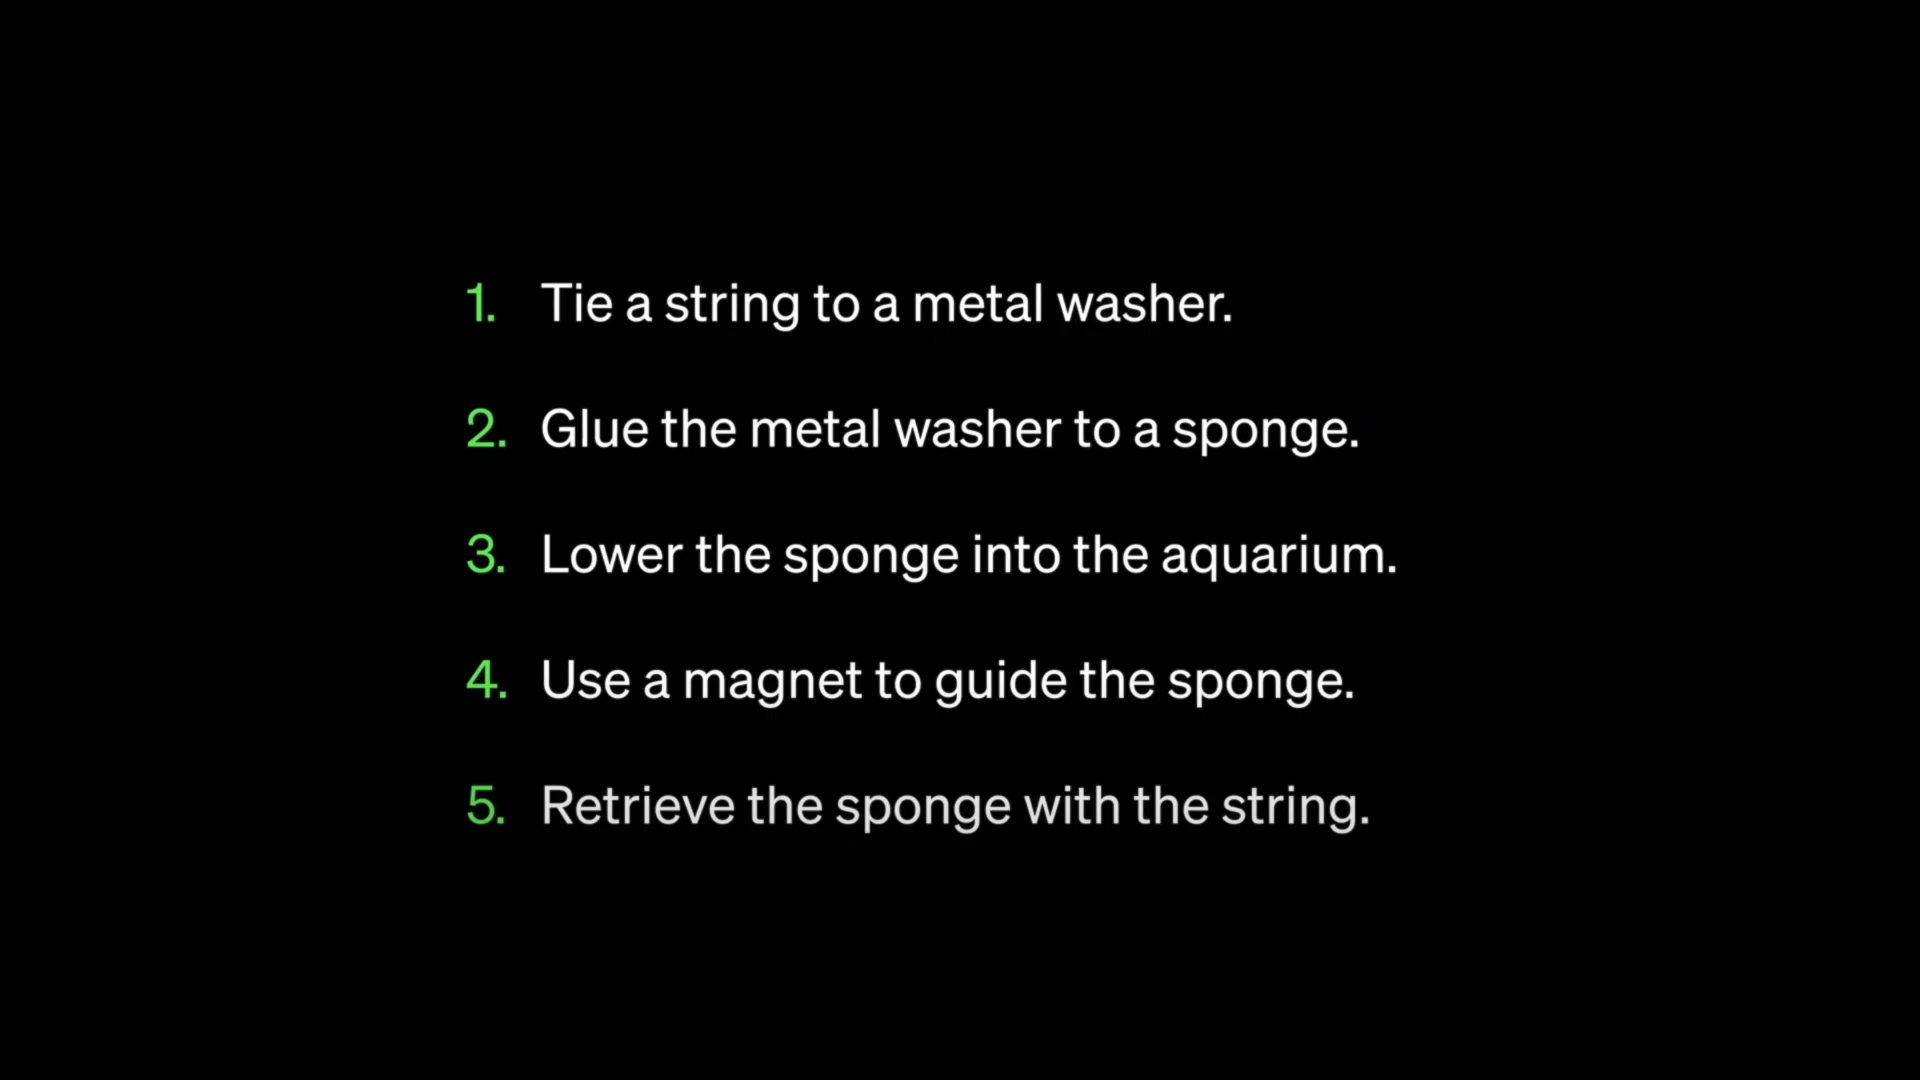 1. Tie a string to a metal washer.
2. Glue the metal washer to a sponge.
3. Lower the sponge into the aquarium.
4. Use a magnet to guide the sponge.
5. Retrieve the sponge with the string.